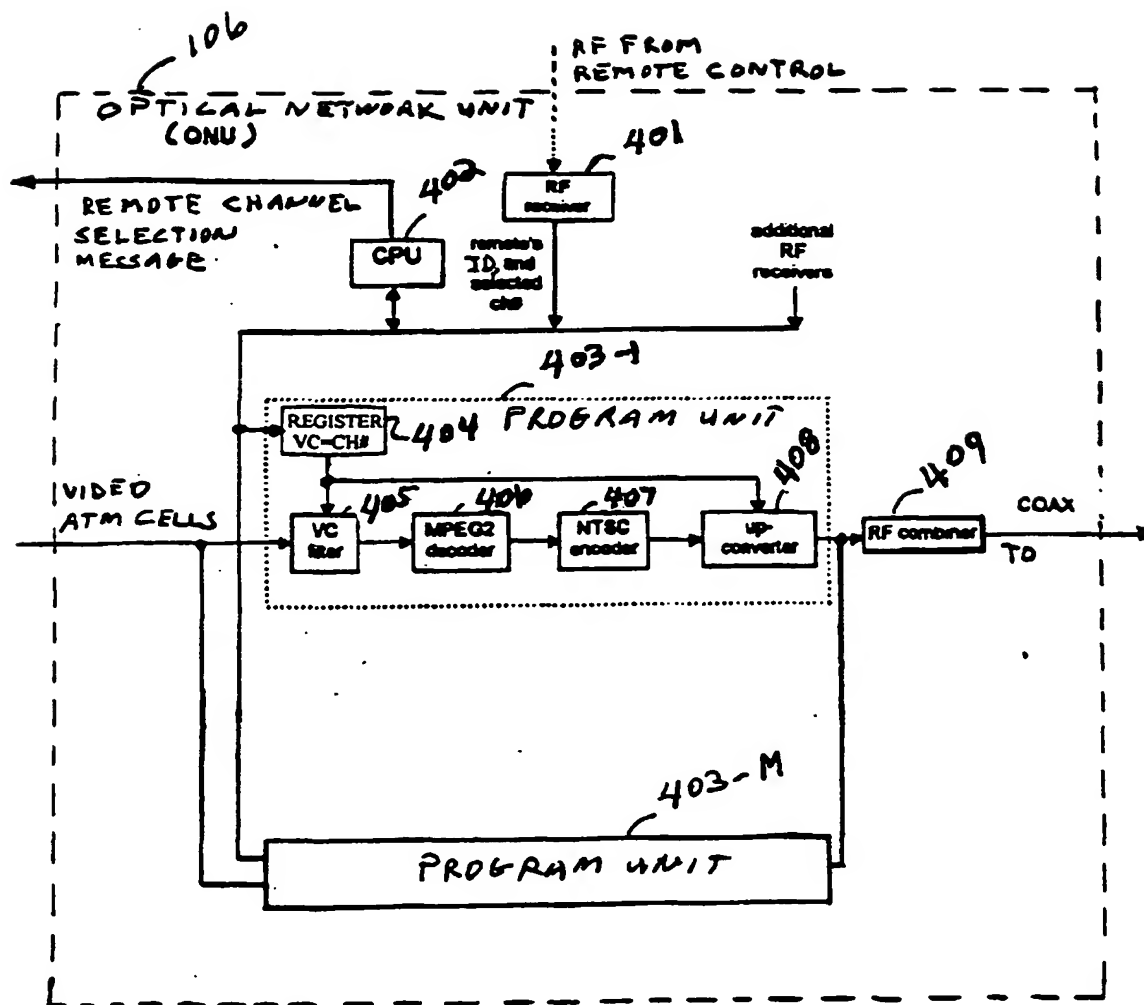 106
RF FROM
REMOTE CONTROL
OPTICAL NETWORK UNIT
(ONU)
401
402
RF
receiver
REMOTE CHANNEL
SELECTION
MESSAGE
CPU
remote's
ID, and
selected
ch#
additional
RF
receivers
403-1
REGISTER
VC=CH#
404
PROGRAM UNIT
408
409
VIDEO
ATM CELLS
405
406
407
COAX
VC
filter
MPEG2
decoder
NTSC
encoder
up-
converter
RF combiner
TO
403-M
PROGRAM UNIT